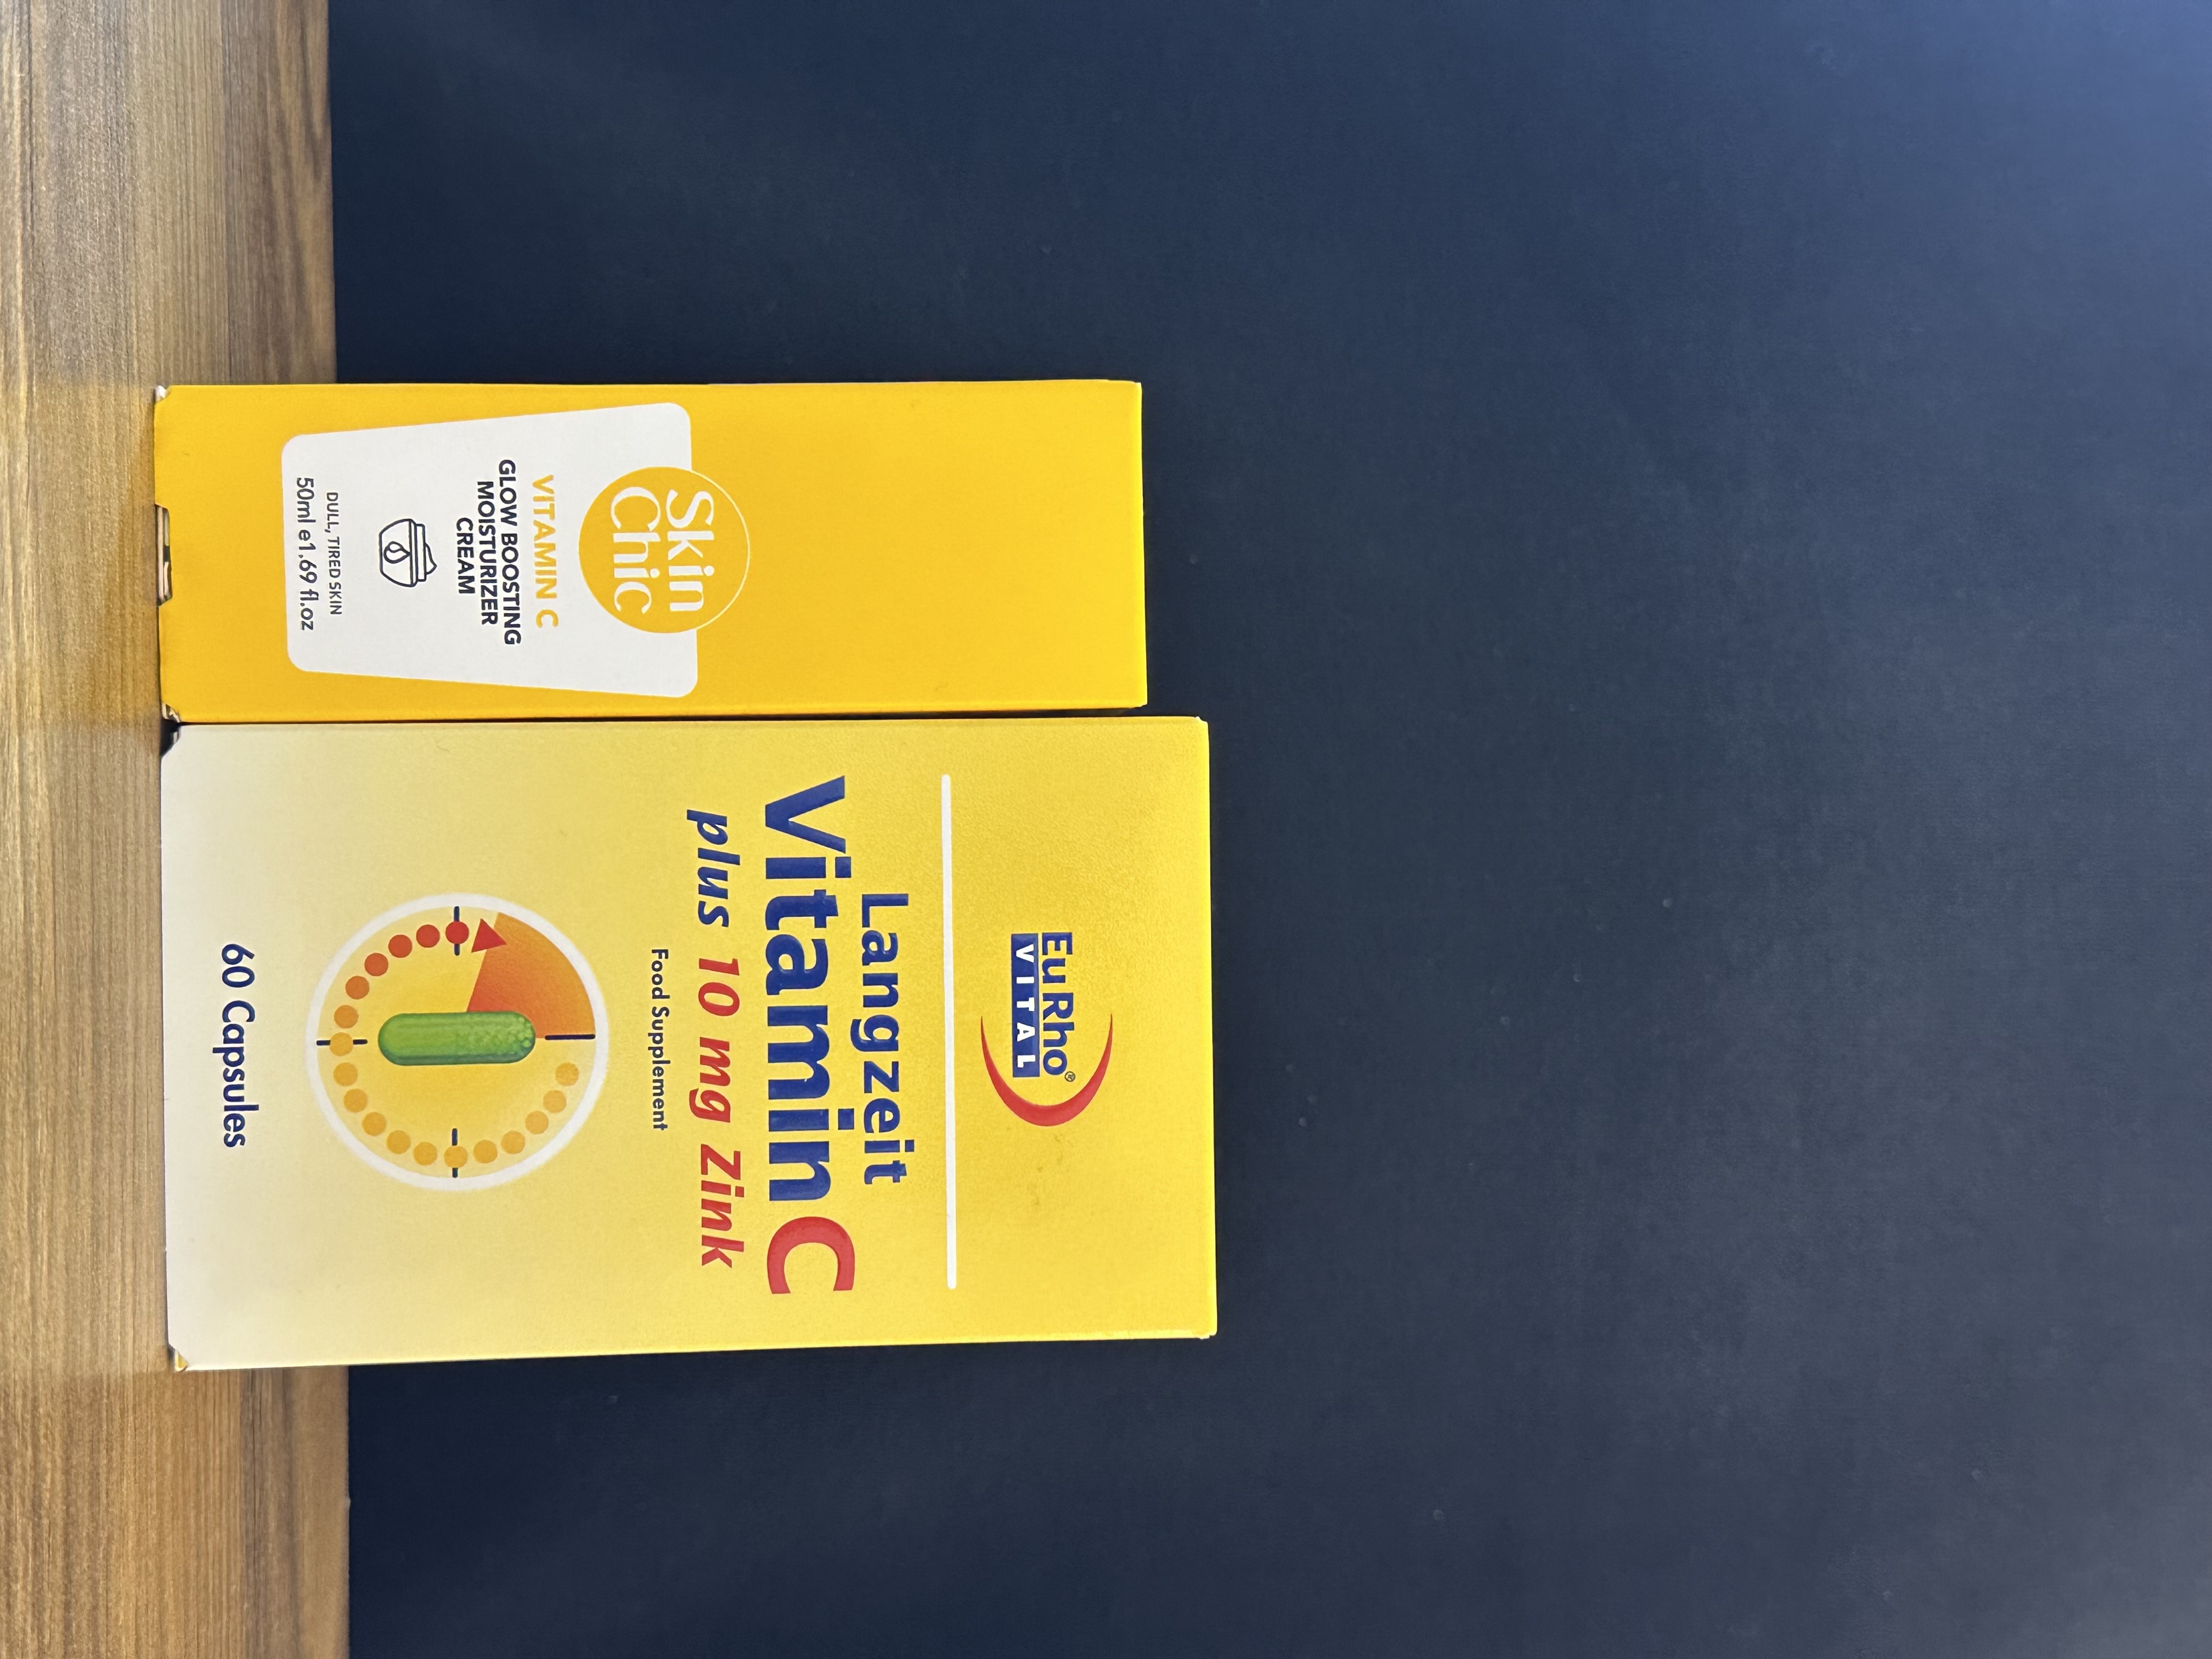 Skin
Chic
VITAMIN C
GLOW BOOSTING
MOISTURIZER
CREAM
DULL, TIRED SKIN
50ml e1.69 fl.oz
EuRho®
VITAL
Langzeit
Vitamin C
plus 10 mg Zink
Food Supplement
60 Capsules